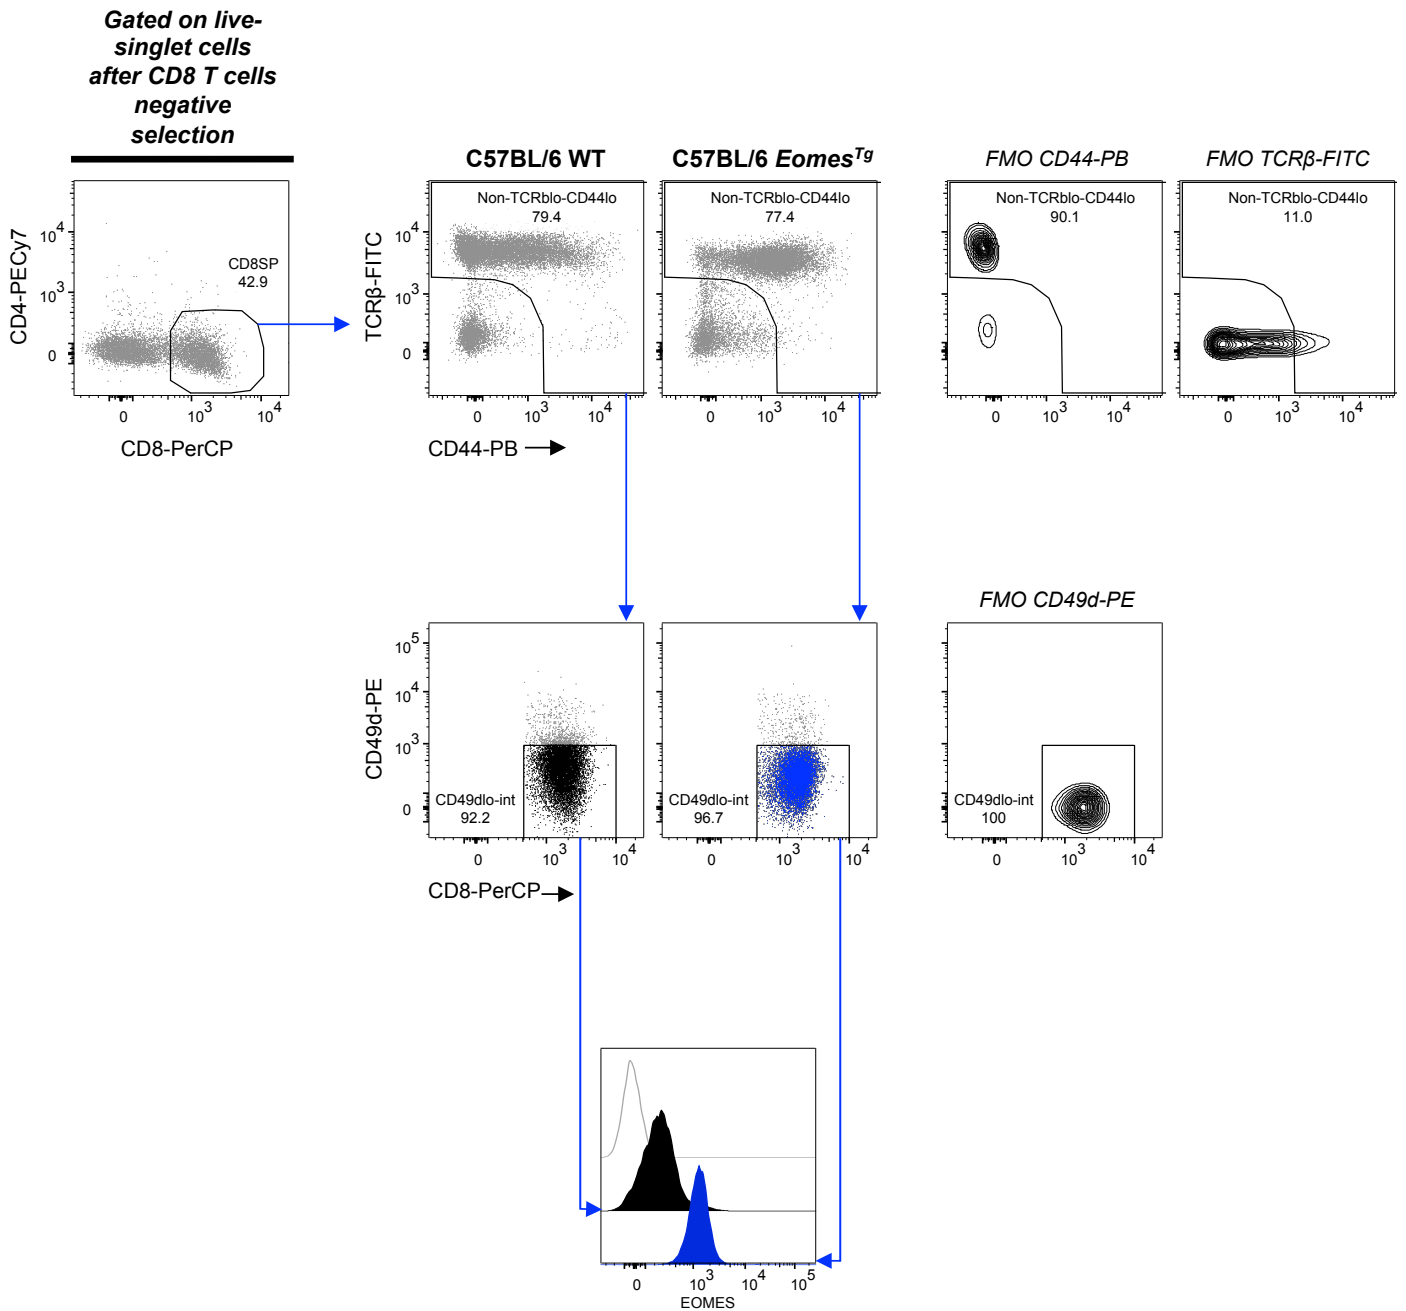 Gated on live-
singlet cells
after CD8 T cells
negative
selection
C57BL/6 WT
C57BL/6 Eomes^Tg
FMO CD44-PB
FMO TCRβ-FITC
CD4-PECy7
10^4
10^3
0
CD8SP
42.9
0
10^3
10^4
CD8-PerCP
TCRβ-FITC
10^4
10^3
0
Non-TCRblo-CD44lo
79.4
0
10^3
10^4
CD44-PB
Non-TCRblo-CD44lo
77.4
0
10^3
10^4
Non-TCRblo-CD44lo
90.1
0
10^3
10^4
Non-TCRblo-CD44lo
11.0
0
10^3
10^4
FMO CD49d-PE
CD49d-PE
10^5
10^4
10^3
0
CD49dlo-int
92.2
0
10^3
10^4
CD8-PerCP
CD49dlo-int
96.7
0
10^3
10^4
CD49dlo-int
100
0
10^3
10^4
0
10^3
10^4
10^5
EOMES